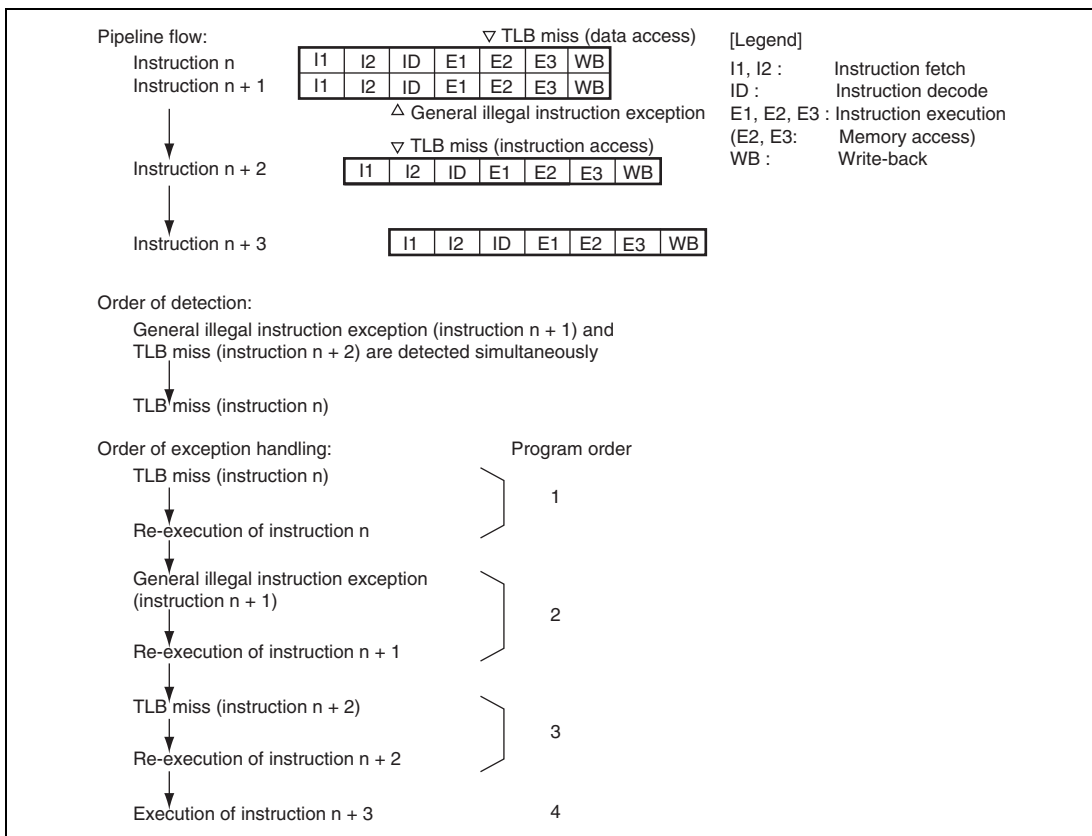 Pipeline flow:
▽ TLB miss (data access)
Instruction n I1 I2 ID E1 E2 E3 WB
Instruction n + 1 I1 I2 ID E1 E2 E3 WB
△ General illegal instruction exception
▽ TLB miss (instruction access)
Instruction n + 2 I1 I2 ID E1 E2 E3 WB
Instruction n + 3 I1 I2 ID E1 E2 E3 WB
[Legend]
I1, I2 : Instruction fetch
ID : Instruction decode
E1, E2, E3 : Instruction execution
(E2, E3: Memory access)
WB : Write-back
Order of detection:
General illegal instruction exception (instruction n + 1) and
TLB miss (instruction n + 2) are detected simultaneously
TLB miss (instruction n)
Order of exception handling: Program order
TLB miss (instruction n)
1
Re-execution of instruction n
General illegal instruction exception
(instruction n + 1)
2
Re-execution of instruction n + 1
TLB miss (instruction n + 2)
3
Re-execution of instruction n + 2
Execution of instruction n + 3 4